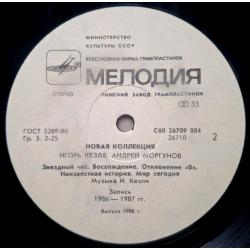 МИНИСТЕРСТВО
КУЛЬТУРЫ СССР
ВСЕСОЮЗНАЯ ФИРМА ГРАМПЛАСТИНОК
МЕЛОДИЯ
СТЕРЕО
РИЖСКИЙ ЗАВОД ГРАМПЛАСТИНОК
33
ГОСТ 5289-80
Гр. 3. 2-25
С60 26709 004
26710
2
НОВАЯ КОЛЛЕКЦИЯ
ИГОРЬ КЕЗЛЯ, АНДРЕЙ МОРГУНОВ
Звездный час. Восхождение. Отклонение «0».
Неизвестная история. Мир сегодня
Музыка И. Кезли
Запись
1986—1987 гг.
Выпуск 1988 г.